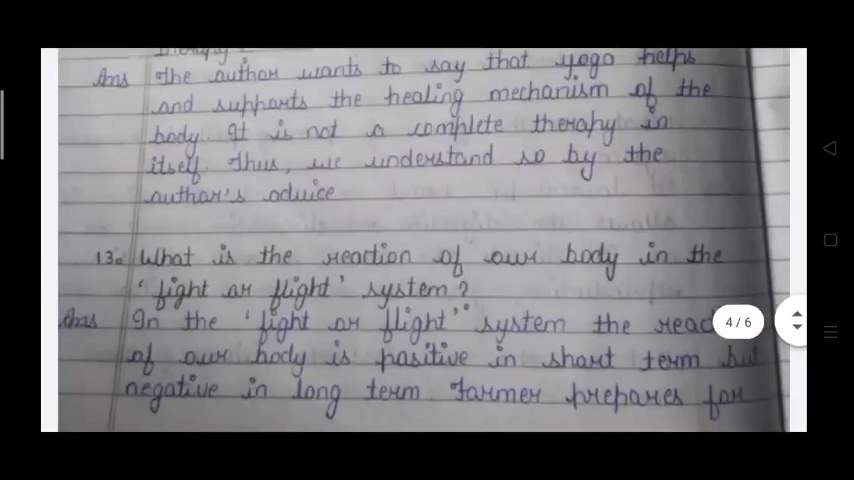 therapy?
Ans The author wants to say that yoga helps
and supports the healing mechanism of the
body. It is not a complete therapy in
itself. Thus, we understand so by the
author's advice
13. What is the reaction of our body in the
'fight or flight' system?
Ans In the 'fight or flight' system the reac
of our body is positive in short term but
negative in long term. Former prepares for
4/6